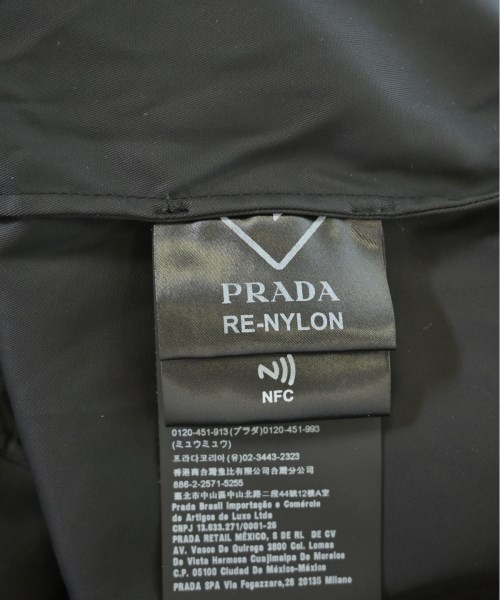 PRADA
RE-NYLON
NFC
0120-451-913(プラダ)0120-451-993
(ミュウミュウ)
프라다코리아(유) 02-3443-2323
香港商台灣普比有限公司台灣分公司
886-2-2571-5255
臺北市中山區中山北路二段44號12樓A室
Prada Brasil Importação e Comércio
de Artigos de Luxo Ltda
CNPJ 13.633.271/0001-26
PRADA RETAIL MÉXICO, S DE RL DE CV
AV. Vasco De Quiroga 3800 Col. Lomas
De Vista Hermosa Cuajimalpa De Morelos
C.P. 05100 Ciudad De México
PRADA SPA Via Fogazzaro,28 20135 Milano